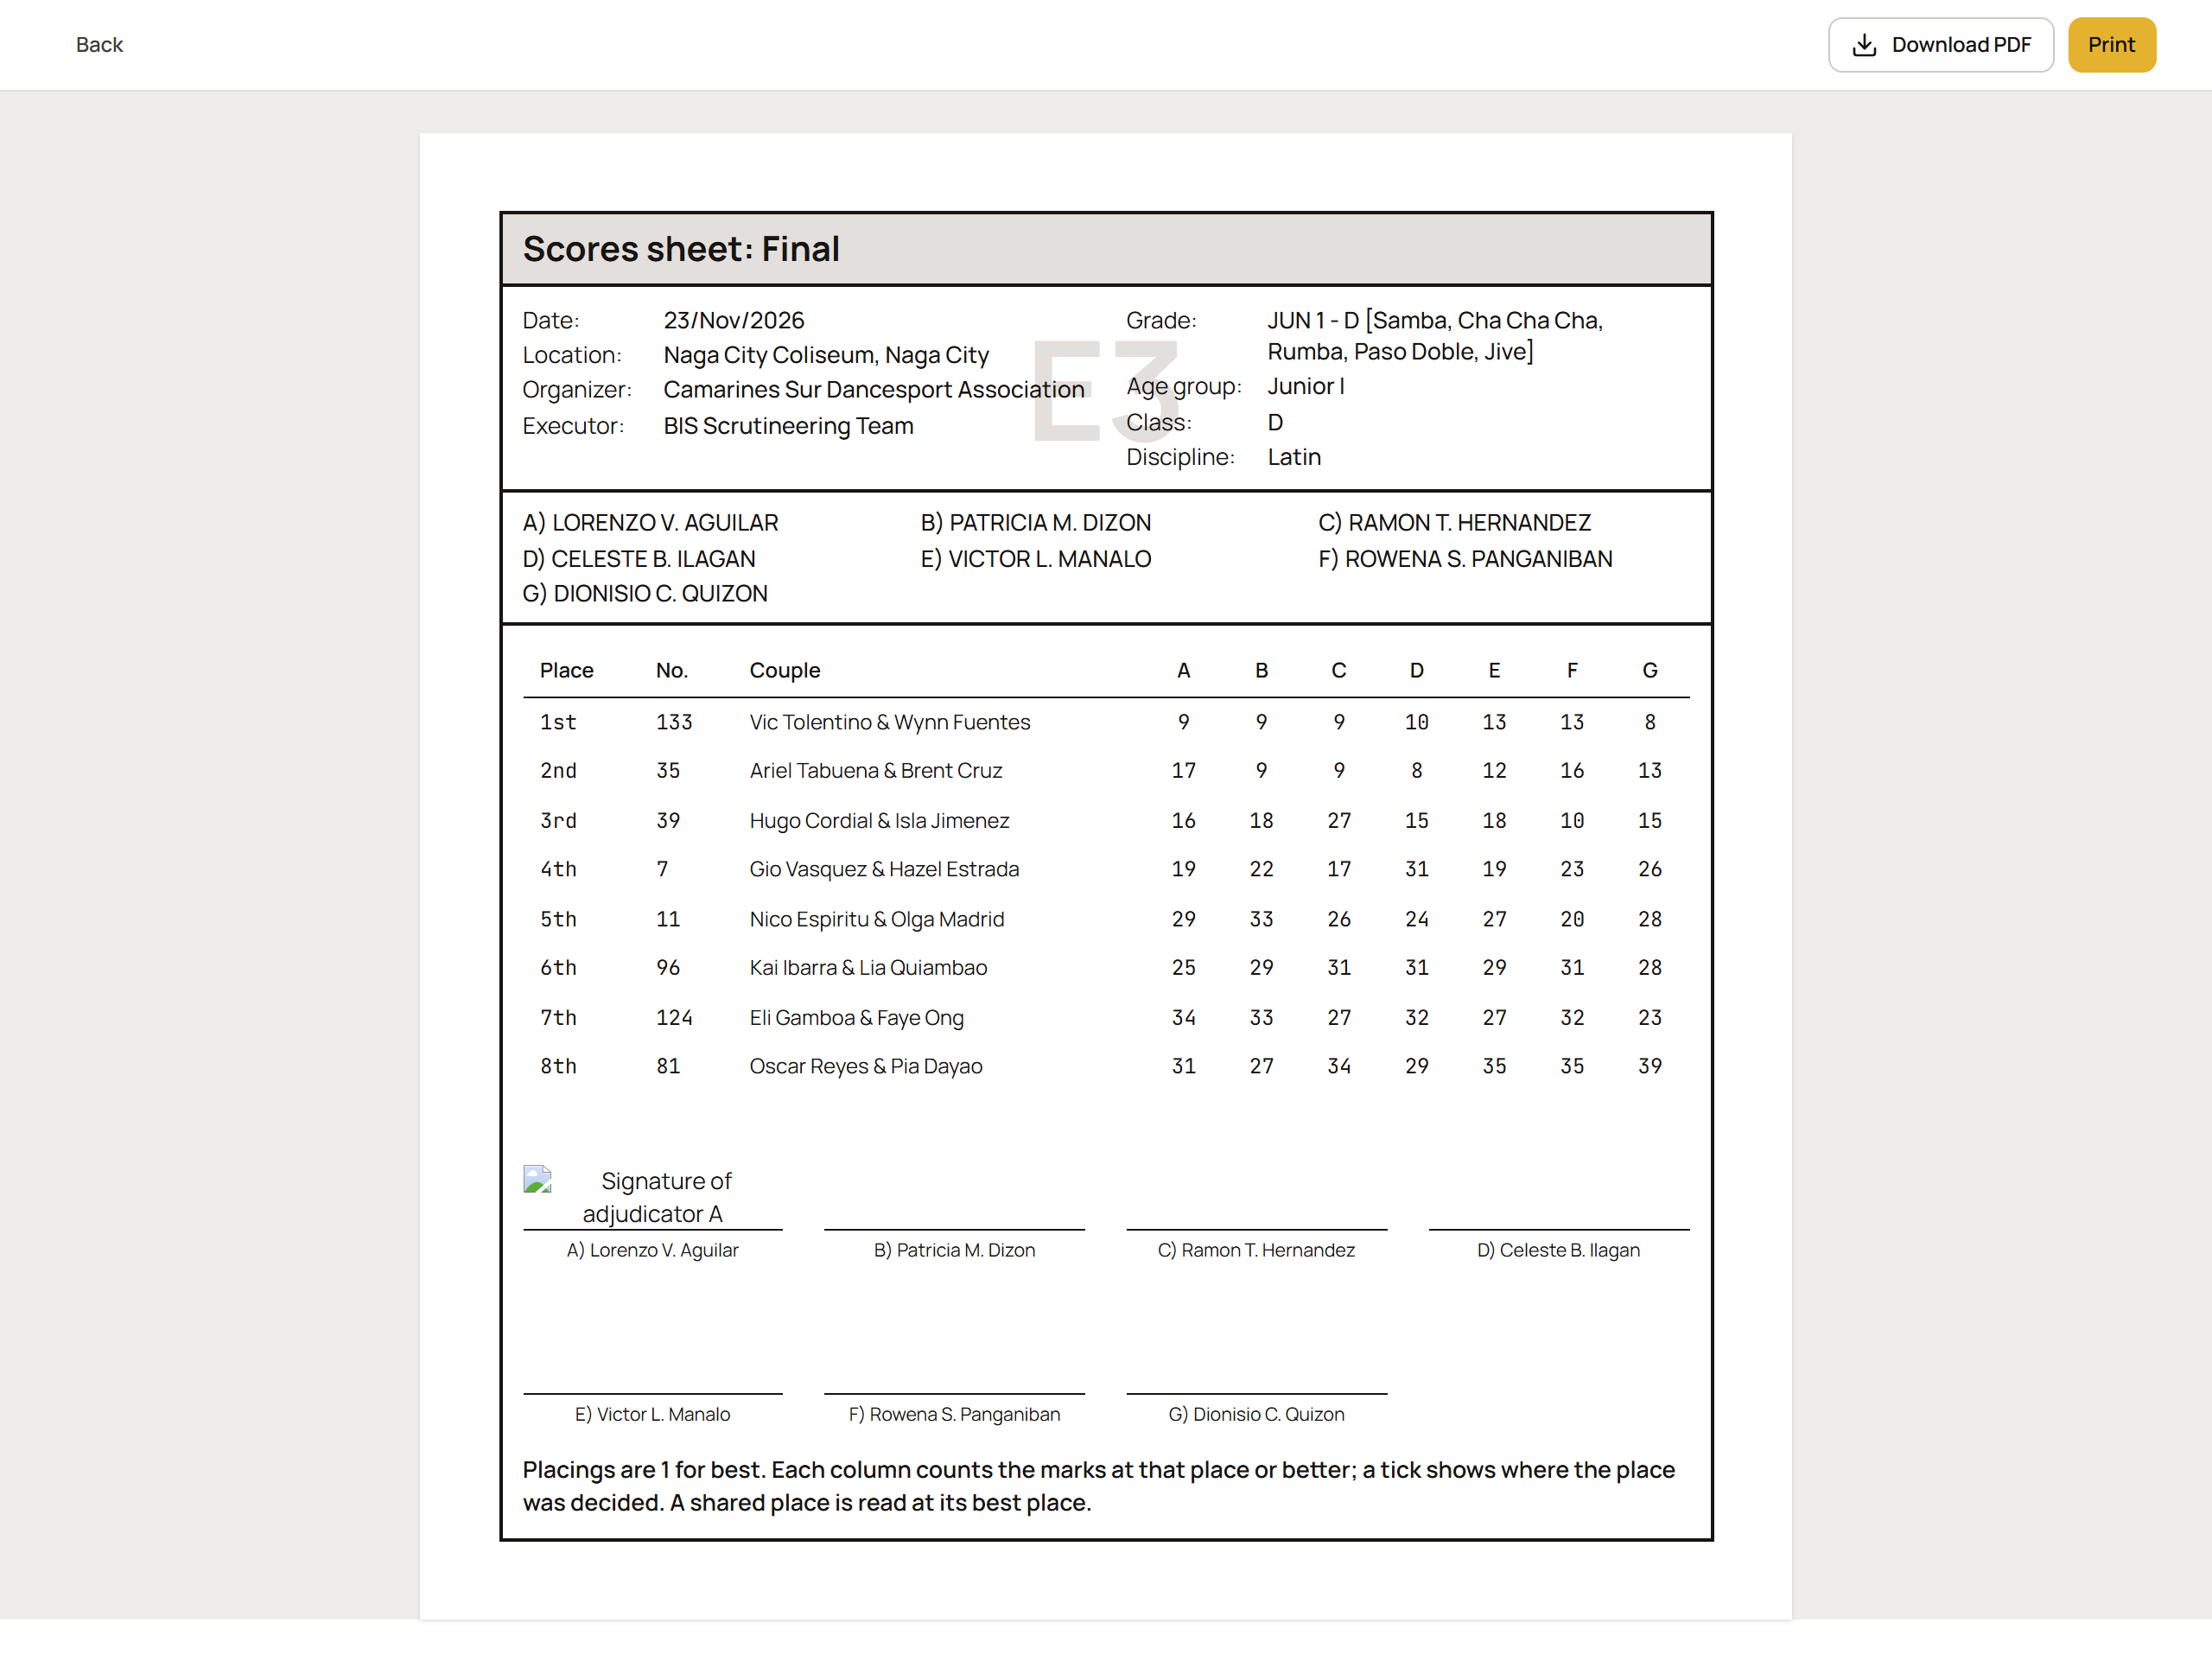 Back
Download PDF
Print
Scores sheet: Final
E3
Date: 23/Nov/2026
Location: Naga City Coliseum, Naga City
Organizer: Camarines Sur Dancesport Association
Executor: BIS Scrutineering Team
Grade: JUN 1 - D [Samba, Cha Cha Cha,
Rumba, Paso Doble, Jive]
Age group: Junior I
Class: D
Discipline: Latin
A) LORENZO V. AGUILAR B) PATRICIA M. DIZON C) RAMON T. HERNANDEZ
D) CELESTE B. ILAGAN E) VICTOR L. MANALO F) ROWENA S. PANGANIBAN
G) DIONISIO C. QUIZON
Place No. Couple A B C D E F G
1st 133 Vic Tolentino & Wynn Fuentes 9 9 9 10 13 13 8
2nd 35 Ariel Tabuena & Brent Cruz 17 9 9 8 12 16 13
3rd 39 Hugo Cordial & Isla Jimenez 16 18 27 15 18 10 15
4th 7 Gio Vasquez & Hazel Estrada 19 22 17 31 19 23 26
5th 11 Nico Espiritu & Olga Madrid 29 33 26 24 27 20 28
6th 96 Kai Ibarra & Lia Quiambao 25 29 31 31 29 31 28
7th 124 Eli Gamboa & Faye Ong 34 33 27 32 27 32 23
8th 81 Oscar Reyes & Pia Dayao 31 27 34 29 35 35 39
Signature of
adjudicator A
A) Lorenzo V. Aguilar B) Patricia M. Dizon C) Ramon T. Hernandez D) Celeste B. Ilagan
E) Victor L. Manalo F) Rowena S. Panganiban G) Dionisio C. Quizon
Placings are 1 for best. Each column counts the marks at that place or better; a tick shows where the place
was decided. A shared place is read at its best place.